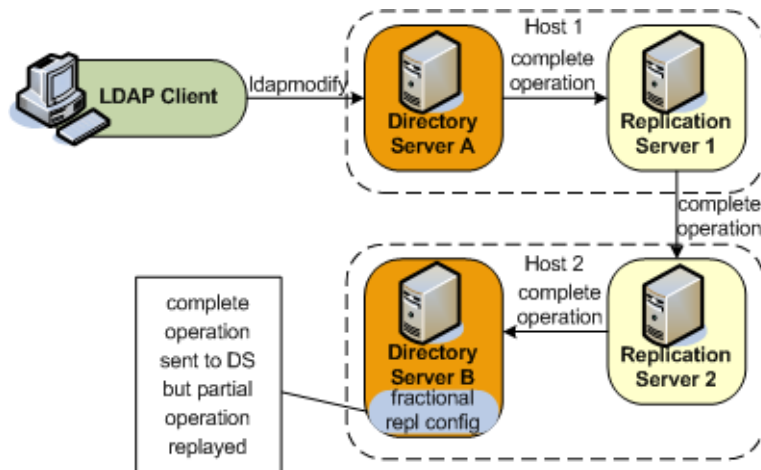 Host 1
LDAP Client
ldapmodify
complete
operation
Directory
Server A
Replication
Server 1
complete
operation
Host 2
complete
operation
Directory
Server B
fractional
repl config
Replication
Server 2
complete
operation
sent to DS
but partial
operation
replayed